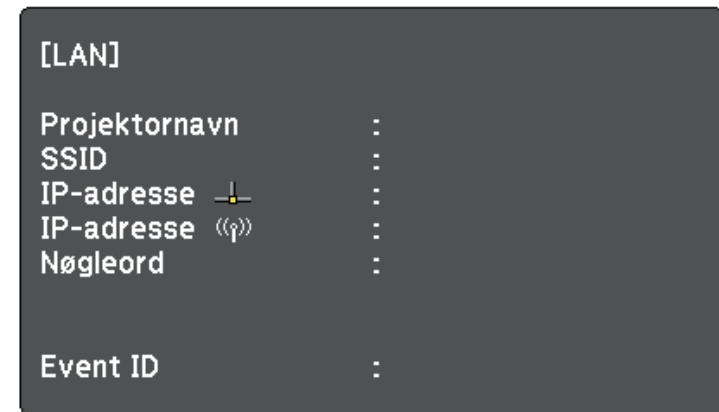 [LAN]
Projektornavn :
SSID :
IP-adresse :
IP-adresse :
Nøgleord :
Event ID :